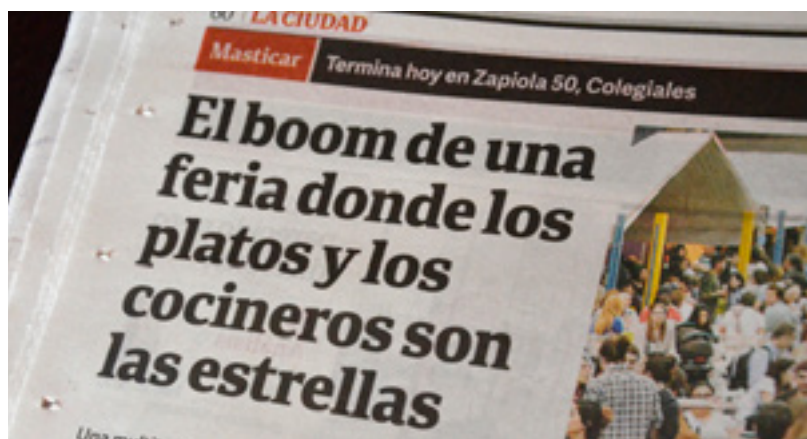 LA CIUDAD
Masticar Termina hoy en Zapiola 50, Colegiales
El boom de una
feria donde los
platos y los
cocineros son
las estrellas
Una